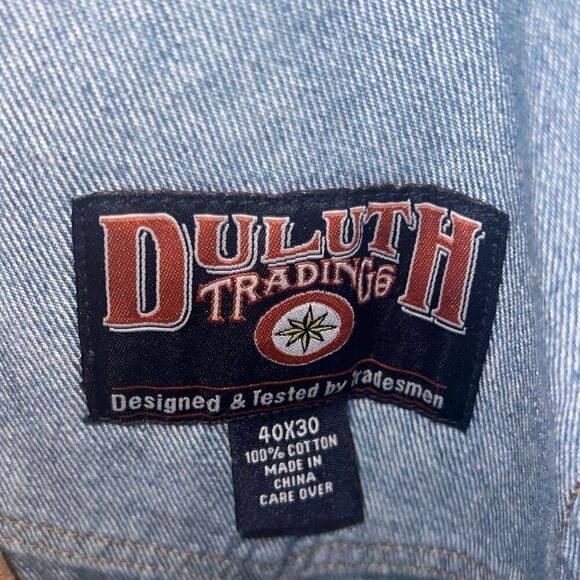 DULUTH
TRADING Co
Designed & Tested by Tradesmen
40X30
100% COTTON
MADE IN
CHINA
CARE OVER